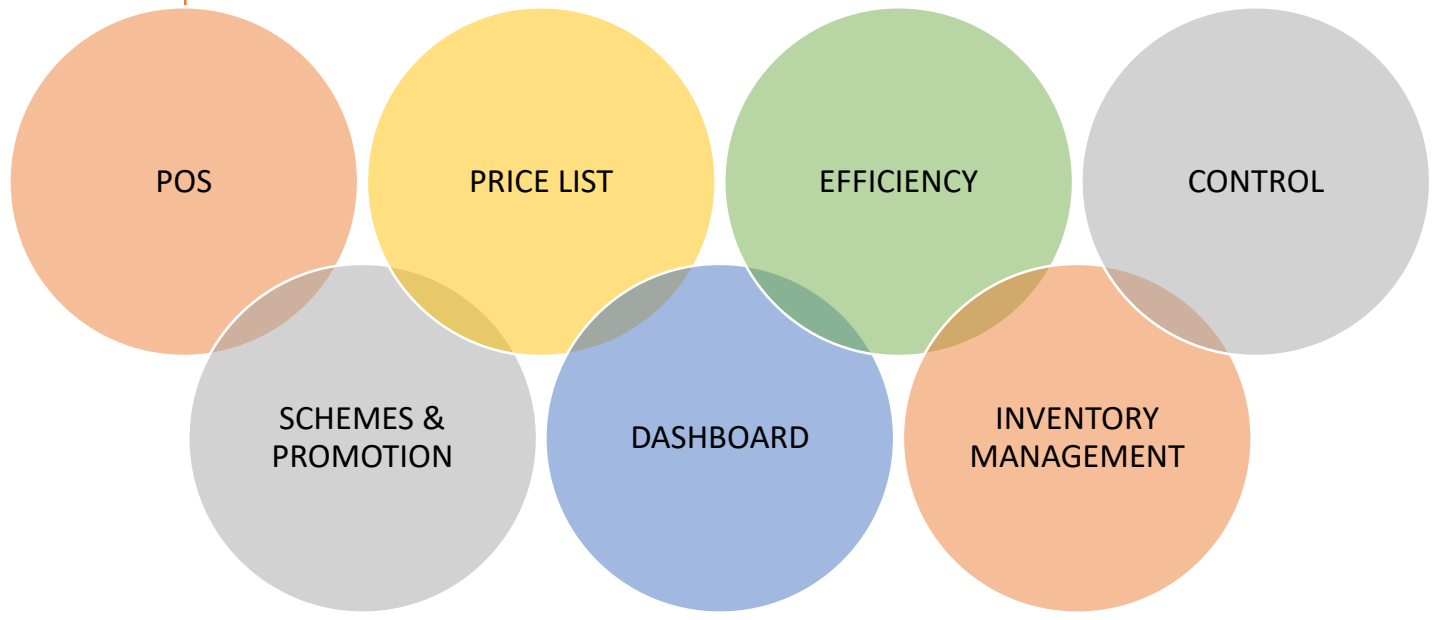 POS
PRICE LIST
EFFICIENCY
CONTROL
SCHEMES &
PROMOTION
DASHBOARD
INVENTORY
MANAGEMENT